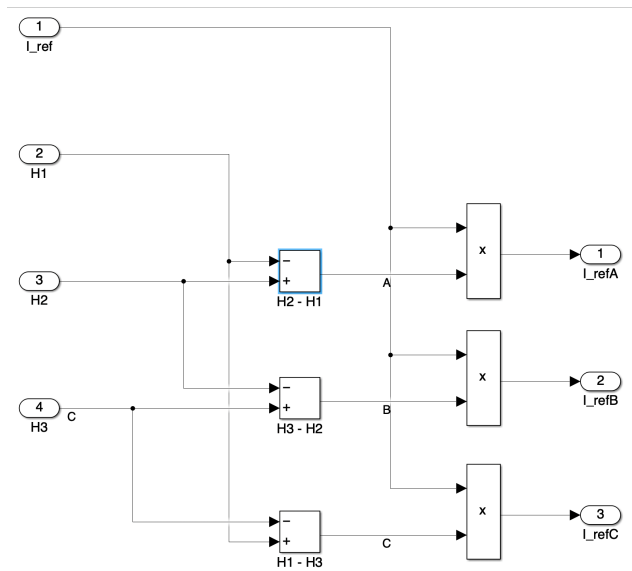 1
I_ref
2
H1
3
H2
4
H3
C
−
+
H2 - H1
A
x
1
I_refA
−
+
H3 - H2
B
x
2
I_refB
−
+
H1 - H3
C
x
3
I_refC